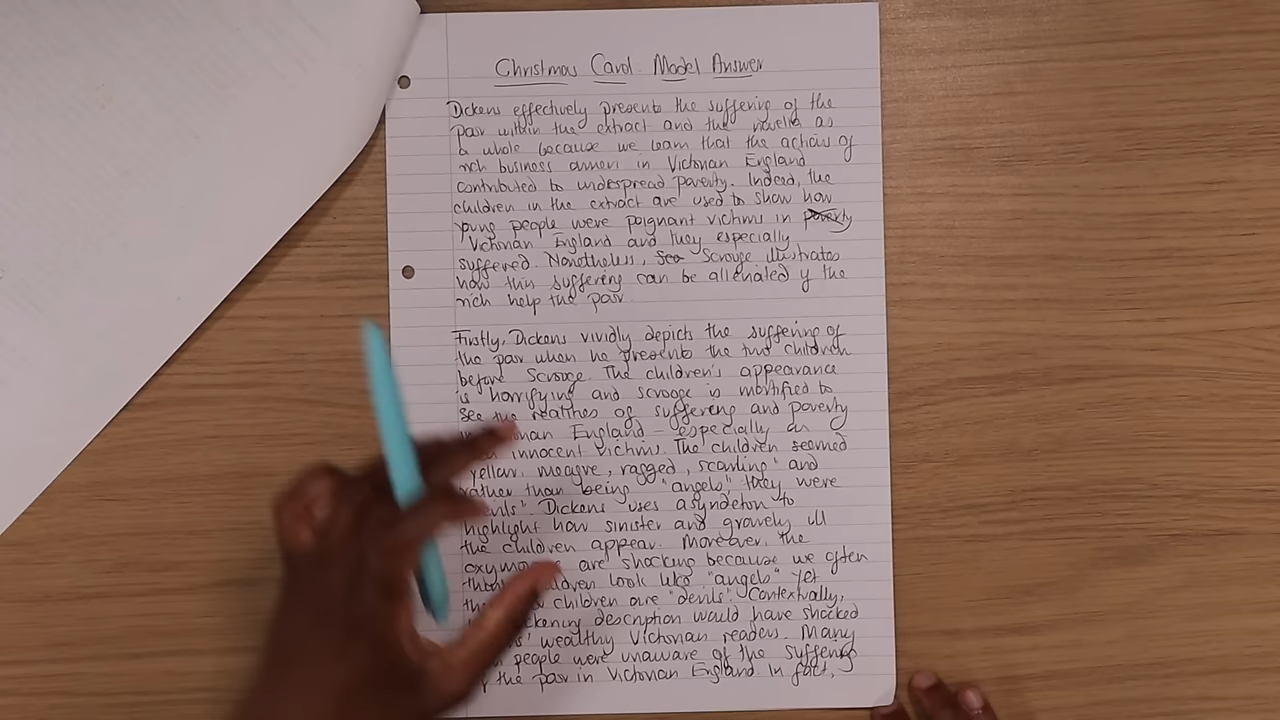 Christmas Carol Model Answer
Dickens effectively presents the suffering of the
poor within the extract and the novella as
a whole because we learn that the actions of
rich business owners in Victorian England
contributed to widespread poverty. Indeed, the
children in the extract are used to show how
young people were poignant victims in poverty
Victorian England and they especially
suffered. Nonetheless, Scrooge illustrates
how this suffering can be alleviated if the
rich help the poor
Firstly, Dickens vividly depicts the suffering of
the poor when he presents the two children
before Scrooge. The children's appearance
is horrifying and scrooge is mortified to
see the realities of suffering and poverty
England - especially on
innocent victims. The children seemed
yellow, meagre, ragged, scowling' and
rather than being "angels", they were
Dickens uses asyndeton to
highlight how sinister and gravely ill
the children appear. Moreover, the
are shocking because we often
look like "angels" yet
children are "devils". Contextually,
description would have shocked
wealthy Victorian readers. Many
people were unaware of the suffering
the poor in Victorian England. In fact,